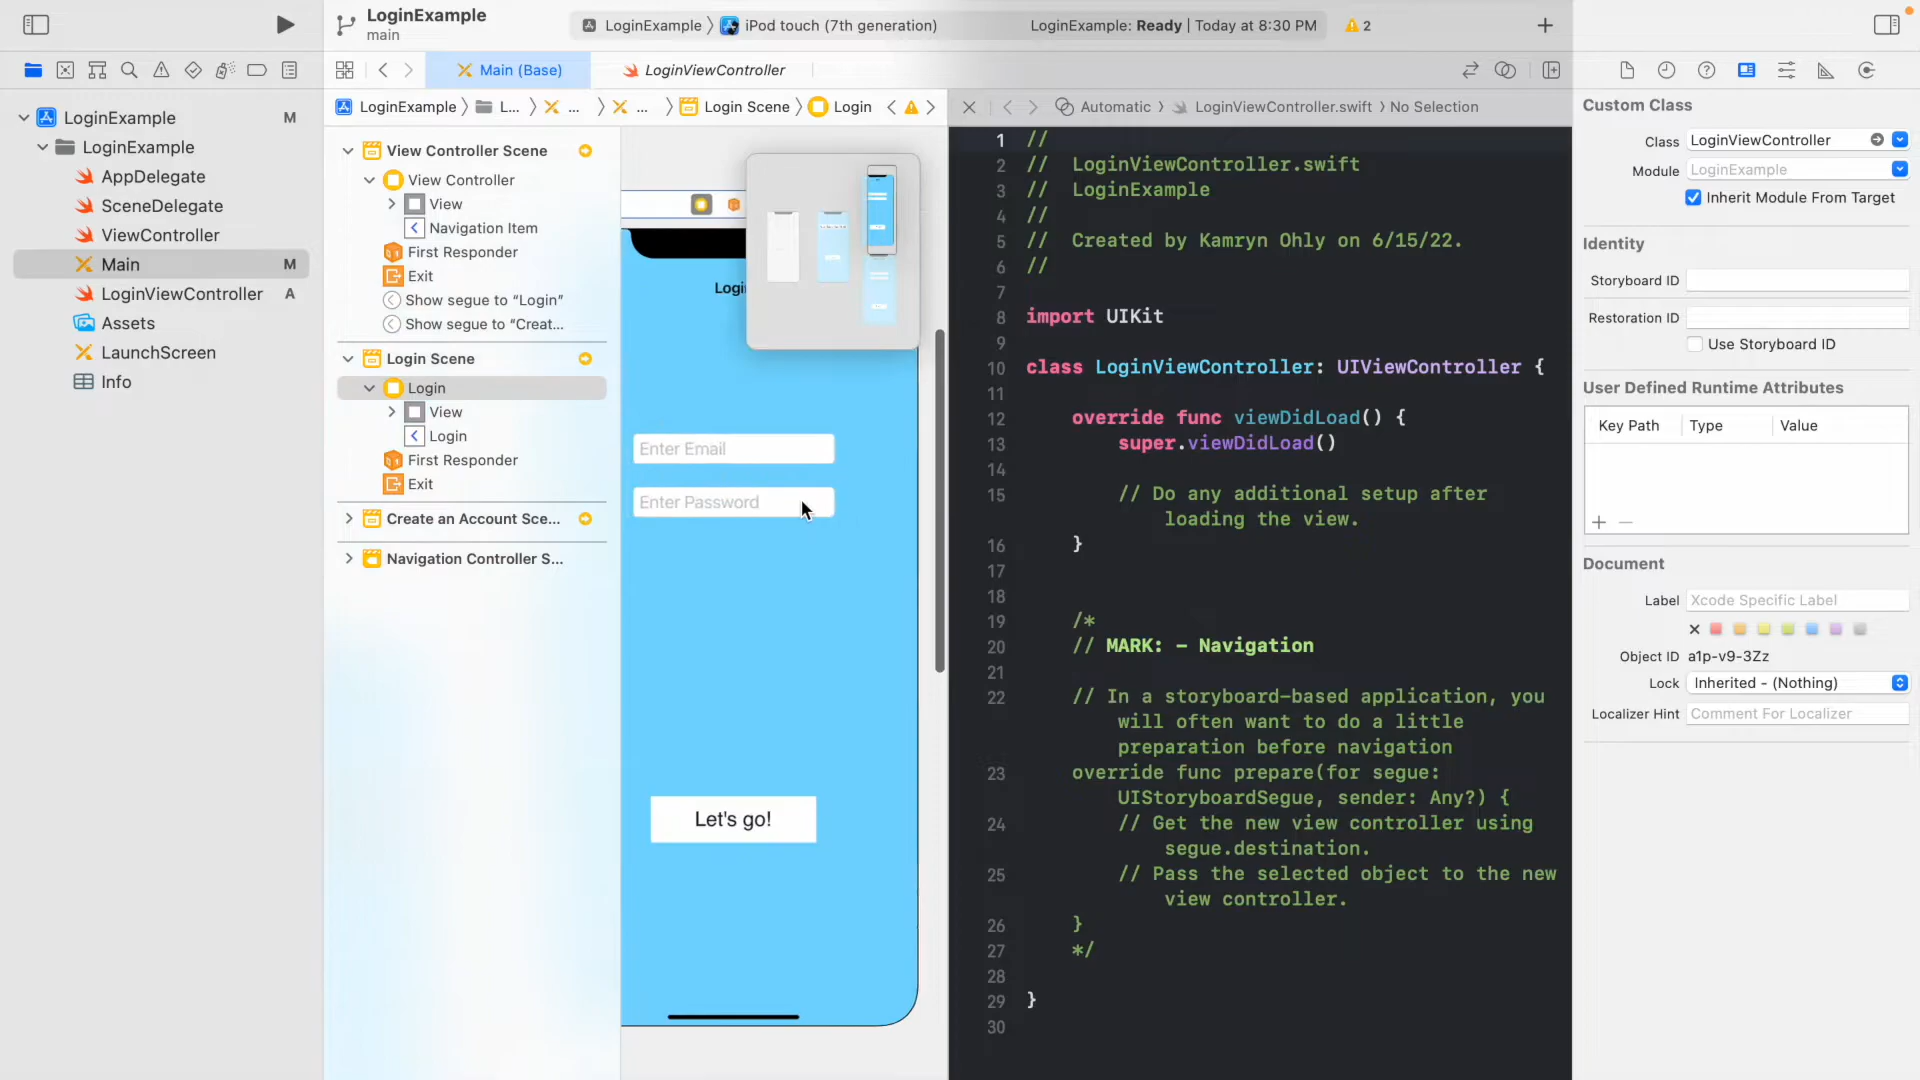 LoginExample
main
LoginExample
iPod touch (7th generation)
LoginExample: Ready | Today at 8:30 PM
2
Main (Base)
LoginViewController
LoginExample
L...
...
...
Login Scene
Login
Automatic
LoginViewController.swift
No Selection
LoginExample
M
LoginExample
AppDelegate
SceneDelegate
ViewController
Main
M
LoginViewController
A
Assets
LaunchScreen
Info
View Controller Scene
View Controller
View
Navigation Item
First Responder
Exit
Show segue to “Login”
Show segue to “Creat...
Login Scene
Login
View
Login
First Responder
Exit
Create an Account Sce...
Navigation Controller S...
Logi
Enter Email
Enter Password
Let's go!
1 //
2 //  LoginViewController.swift
3 //  LoginExample
4 //
5 //  Created by Kamryn Ohly on 6/15/22.
6 //
7
8 import UIKit
9
10 class LoginViewController: UIViewController {
11
12 override func viewDidLoad() {
13 super.viewDidLoad()
14
15 // Do any additional setup after
loading the view.
16 }
17
18
19 /*
20 // MARK: - Navigation
21
22 // In a storyboard-based application, you
will often want to do a little
preparation before navigation
23 override func prepare(for segue:
UIStoryboardSegue, sender: Any?) {
24 // Get the new view controller using
segue.destination.
25 // Pass the selected object to the new
view controller.
26 }
27 */
28
29 }
30
Custom Class
Class LoginViewController
Module LoginExample
Inherit Module From Target
Identity
Storyboard ID
Restoration ID
Use Storyboard ID
User Defined Runtime Attributes
Key Path Type Value
Document
Label Xcode Specific Label
Object ID a1p-v9-3Zz
Lock Inherited - (Nothing)
Localizer Hint Comment For Localizer